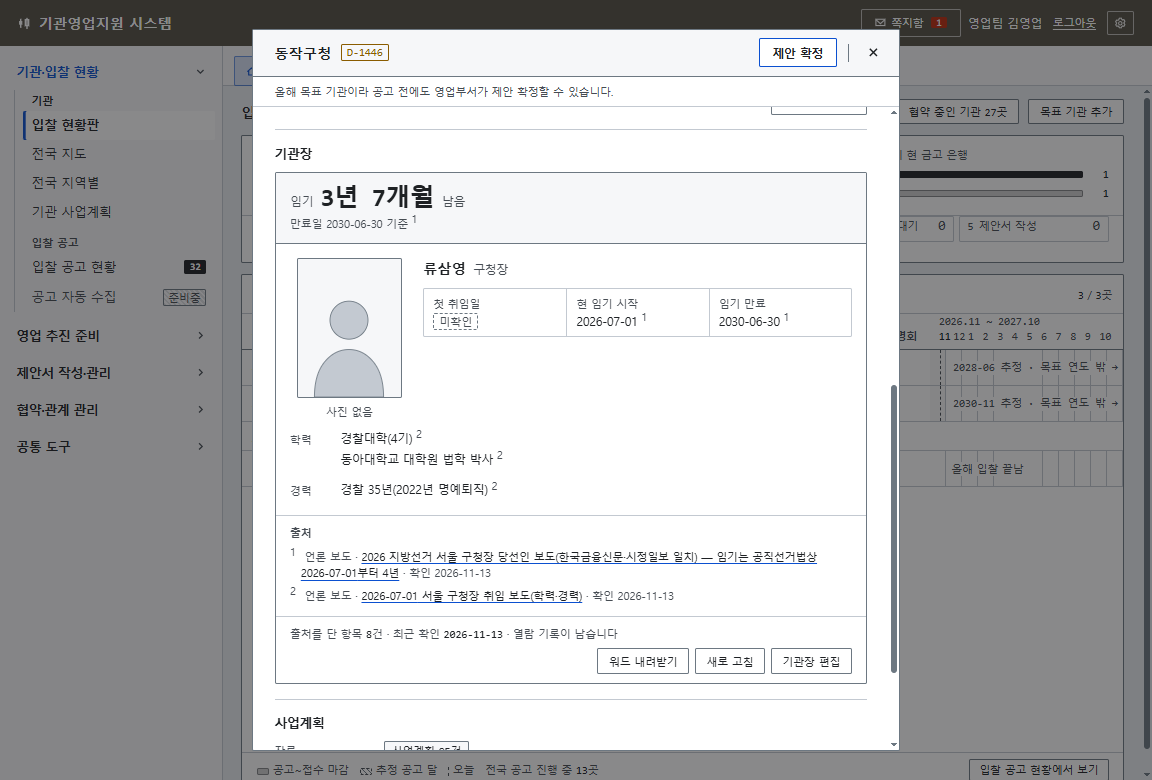 기관영업지원 시스템
쪽지함 1
영업팀 김영업
로그아웃
기관·입찰 현황
기관
입찰 현황판
전국 지도
전국 지역별
기관 사업계획
입찰 공고
입찰 공고 현황 32
공고 자동 수집 준비중
영업 추진 준비
제안서 작성·관리
협약·관계 관리
공통 도구
동작구청 D-1446
제안 확정
올해 목표 기관이라 공고 전에도 영업부서가 제안 확정할 수 있습니다.
기관장
임기 3년 7개월 남음
만료일 2030-06-30 기준 1
사진 없음
류삼영 구청장
첫 취임일
미확인
현 임기 시작
2026-07-01 1
임기 만료
2030-06-30 1
학력
경찰대학(4기) 2
동아대학교 대학원 법학 박사 2
경력
경찰 35년(2022년 명예퇴직) 2
출처
1 언론 보도 · 2026 지방선거 서울 구청장 당선인 보도(한국금융신문·시정일보 일치) — 임기는 공직선거법상
2026-07-01부터 4년 · 확인 2026-11-13
2 언론 보도 · 2026-07-01 서울 구청장 취임 보도(학력·경력) · 확인 2026-11-13
출처를 단 항목 8건 · 최근 확인 2026-11-13 · 열람 기록이 남습니다
워드 내려받기
새로 고침
기관장 편집
사업계획
협약 중인 기관 27곳
목표 기관 추가
현 금고 은행
1
1
대기 0
5 제안서 작성 0
3 / 3곳
2026.11 ~ 2027.10
11 12 1 2 3 4 5 6 7 8 9 10
2028-06 추정 · 목표 연도 밖 →
2030-11 추정 · 목표 연도 밖 →
올해 입찰 끝남
공고~접수 마감
추정 공고 달
오늘
전국 공고 진행 중 13곳
입찰 공고 현황에서 보기